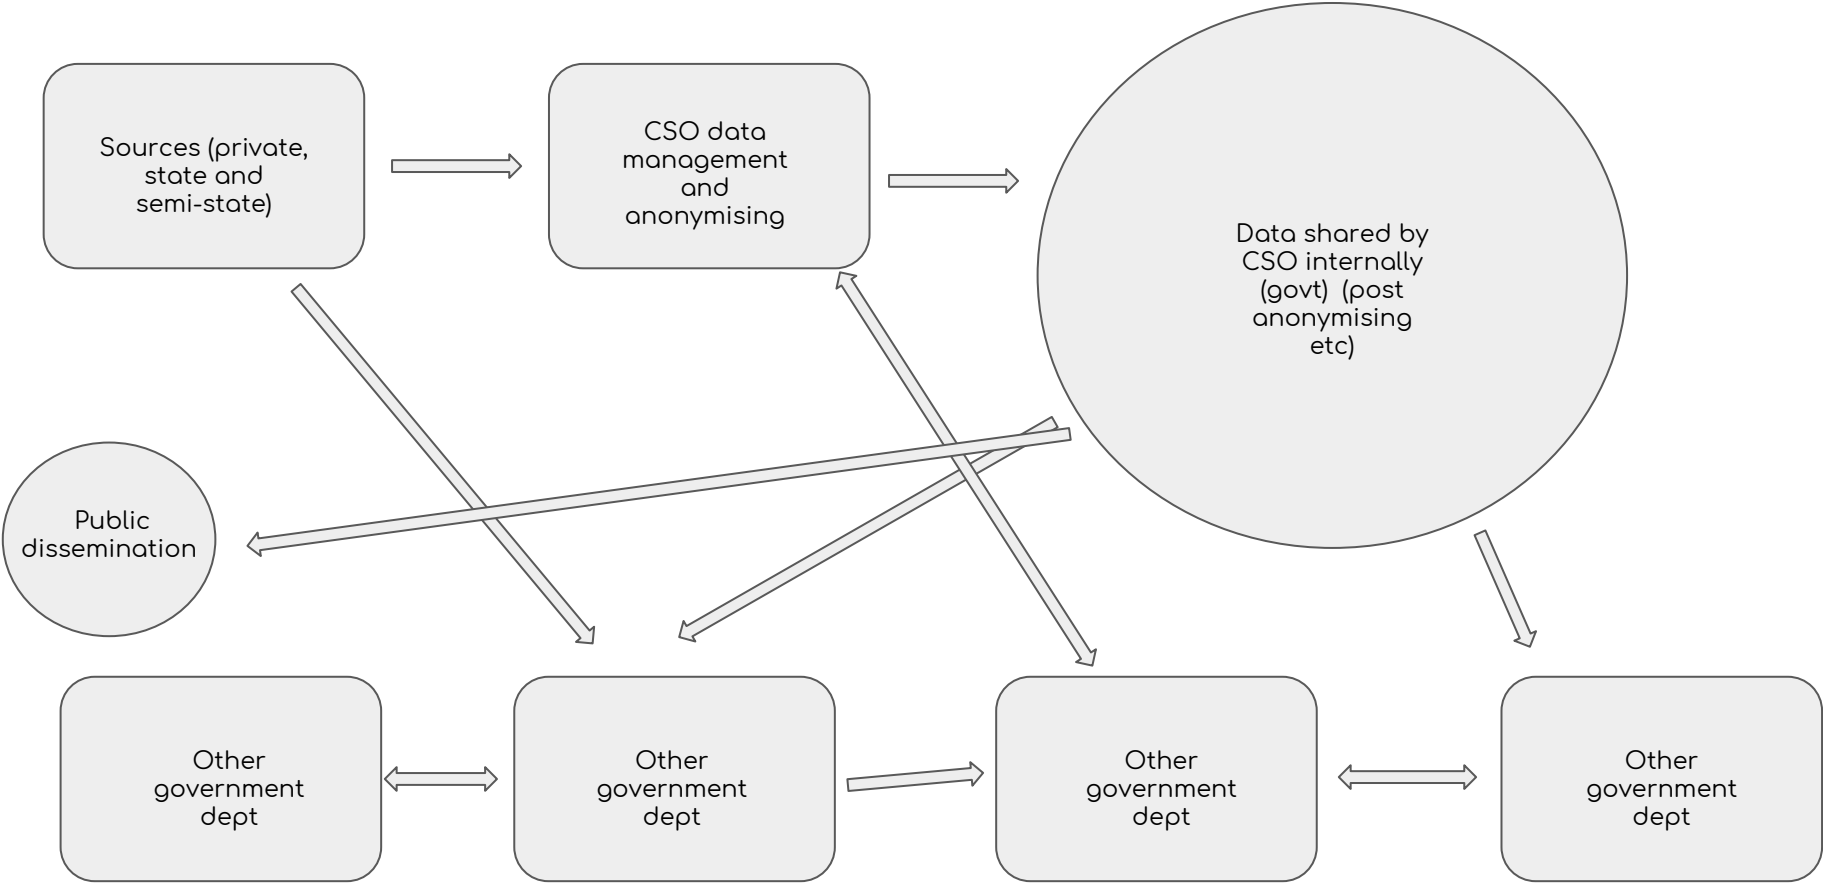 Sources (private,
state and
semi-state)
CSO data
management
and
anonymising
Data shared by
CSO internally
(govt)  (post
anonymising
etc)
Public
dissemination
Other
government
dept
Other
government
dept
Other
government
dept
Other
government
dept